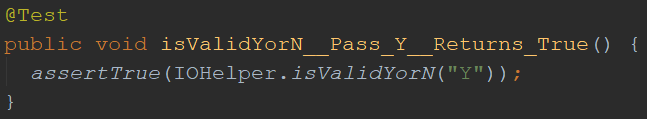 @Test
public void isValidYorN__Pass_Y__Returns_True() {
  assertTrue(IOHelper.isValidYorN("Y"));
}